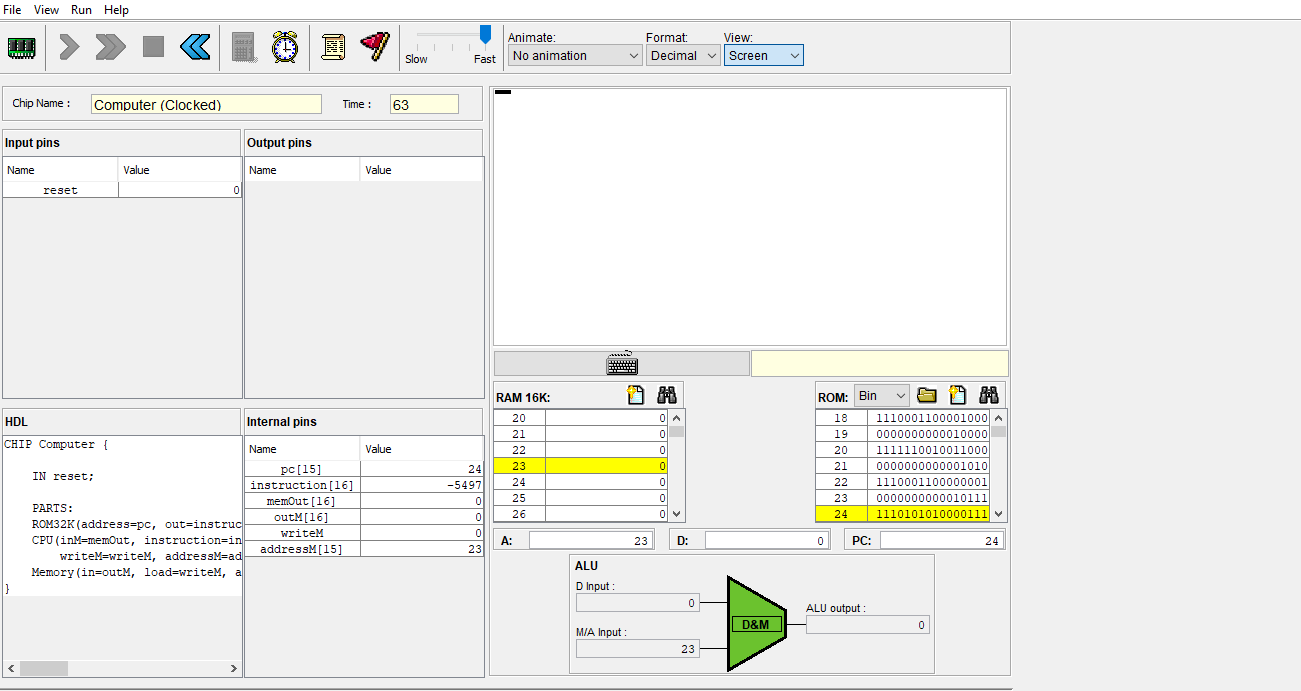 File View Run Help
Slow Fast
Animate: Format: View:
No animation Decimal Screen
Chip Name : Computer (Clocked) Time : 63
Input pins
Name Value
reset 0
Output pins
Name Value
HDL
CHIP Computer {
IN reset;
PARTS:
ROM32K(address=pc, out=instruc
CPU(inM=memOut, instruction=in
writeM=writeM, addressM=ad
Memory(in=outM, load=writeM, a
}
Internal pins
Name Value
pc[15] 24
instruction[16] -5497
memOut[16] 0
outM[16] 0
writeM 0
addressM[15] 23
RAM 16K:
20 0
21 0
22 0
23 0
24 0
25 0
26 0
ROM: Bin
18 1110001100001000
19 0000000000010000
20 1111110010011000
21 0000000000001010
22 1110001100000001
23 0000000000010111
24 1110101010000111
A: 23 D: 0 PC: 24
ALU
D Input : 0
M/A Input : 23
D&M
ALU output : 0